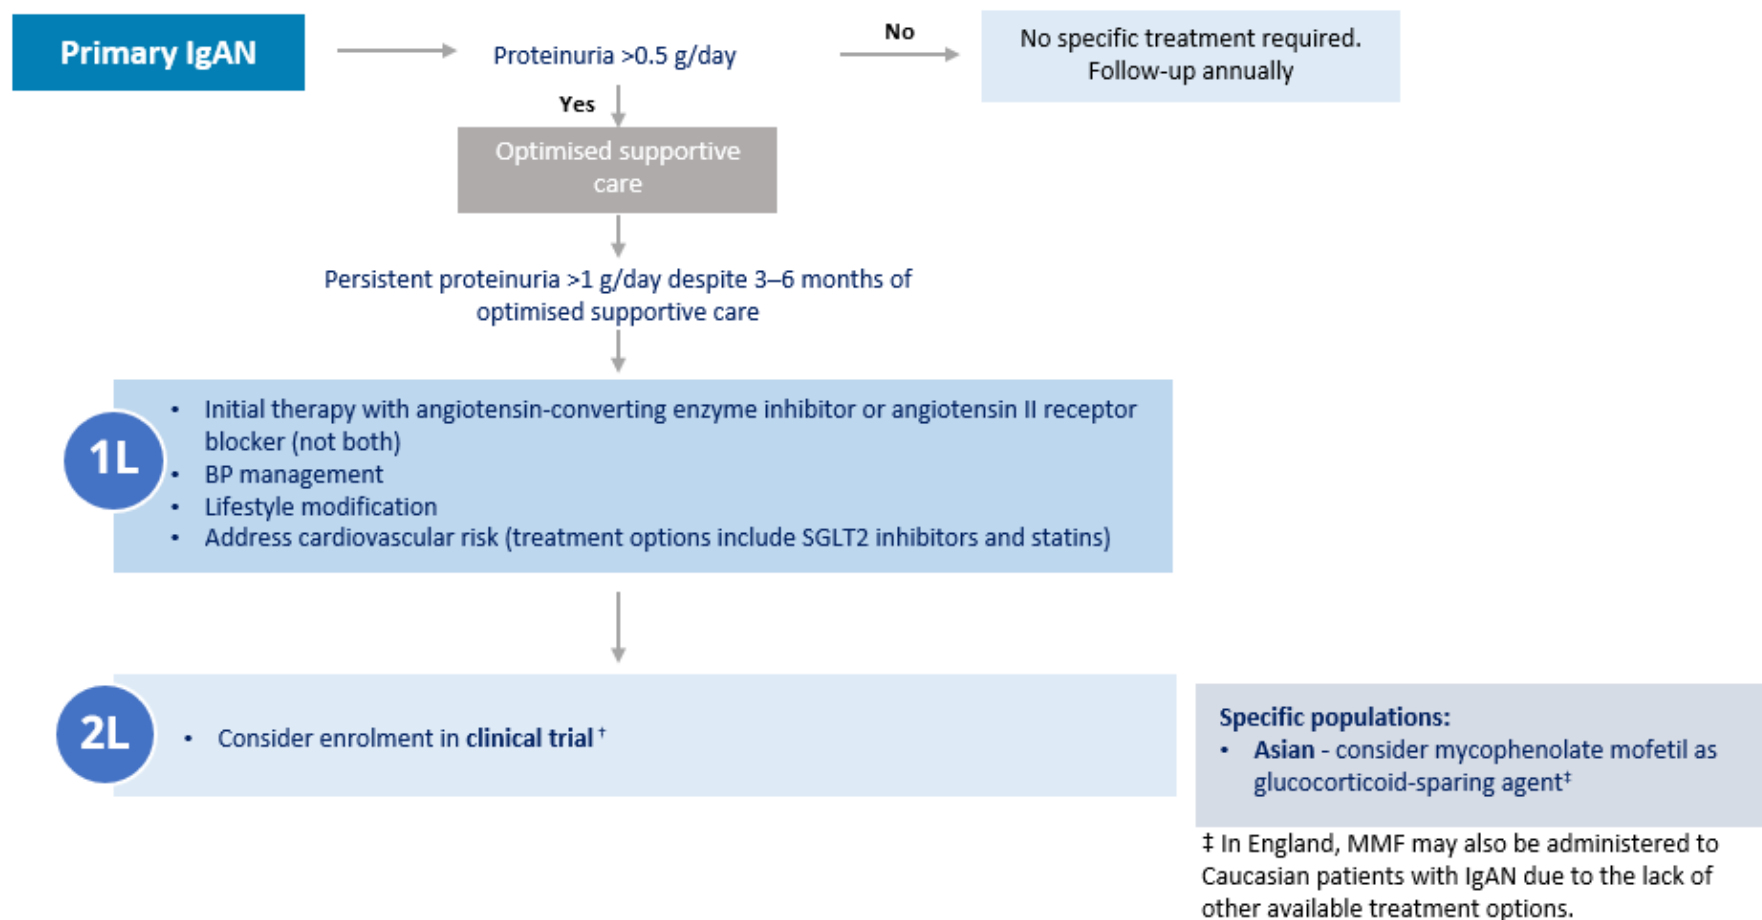 Primary IgAN
Proteinuria >0.5 g/day
No
No specific treatment required.
Follow-up annually
Yes
Optimised supportive
care
Persistent proteinuria >1 g/day despite 3–6 months of
optimised supportive care
1L
• Initial therapy with angiotensin-converting enzyme inhibitor or angiotensin II receptor
blocker (not both)
• BP management
• Lifestyle modification
• Address cardiovascular risk (treatment options include SGLT2 inhibitors and statins)
2L
• Consider enrolment in clinical trial †
Specific populations:
• Asian - consider mycophenolate mofetil as
glucocorticoid-sparing agent‡
‡ In England, MMF may also be administered to
Caucasian patients with IgAN due to the lack of
other available treatment options.